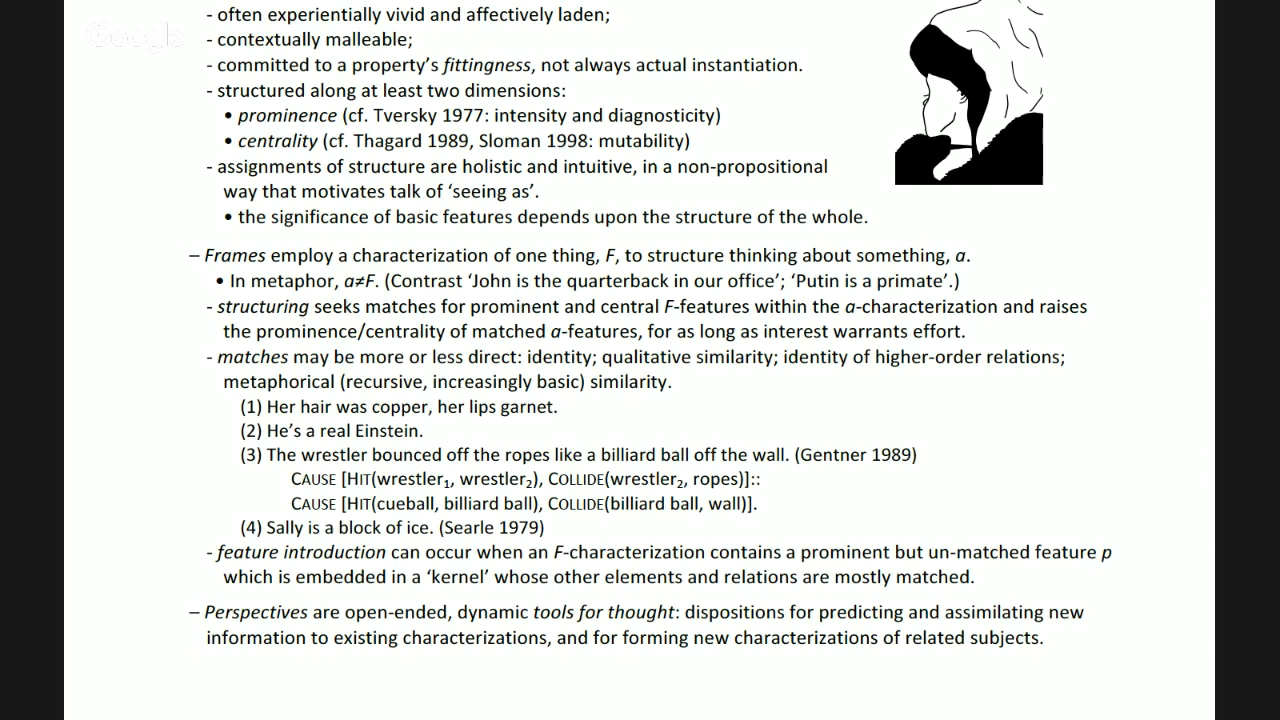 Google
- often experientially vivid and affectively laden;
- contextually malleable;
- committed to a property’s fittingness, not always actual instantiation.
- structured along at least two dimensions:
• prominence (cf. Tversky 1977: intensity and diagnosticity)
• centrality (cf. Thagard 1989, Sloman 1998: mutability)
- assignments of structure are holistic and intuitive, in a non-propositional
way that motivates talk of ‘seeing as’.
• the significance of basic features depends upon the structure of the whole.
– Frames employ a characterization of one thing, F, to structure thinking about something, a.
• In metaphor, a≠F. (Contrast ‘John is the quarterback in our office’; ‘Putin is a primate’.)
- structuring seeks matches for prominent and central F-features within the a-characterization and raises
the prominence/centrality of matched a-features, for as long as interest warrants effort.
- matches may be more or less direct: identity; qualitative similarity; identity of higher-order relations;
metaphorical (recursive, increasingly basic) similarity.
(1) Her hair was copper, her lips garnet.
(2) He’s a real Einstein.
(3) The wrestler bounced off the ropes like a billiard ball off the wall. (Gentner 1989)
CAUSE [HIT(wrestler₁, wrestler₂), COLLIDE(wrestler₂, ropes)]::
CAUSE [HIT(cueball, billiard ball), COLLIDE(billiard ball, wall)].
(4) Sally is a block of ice. (Searle 1979)
- feature introduction can occur when an F-characterization contains a prominent but un-matched feature p
which is embedded in a ‘kernel’ whose other elements and relations are mostly matched.
– Perspectives are open-ended, dynamic tools for thought: dispositions for predicting and assimilating new
information to existing characterizations, and for forming new characterizations of related subjects.